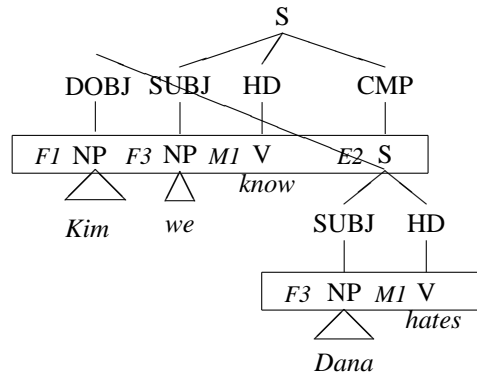 S
DOBJ SUBJ HD CMP
F1 NP F3 NP M1 V E2 S
know
Kim we
SUBJ HD
F3 NP M1 V
hates
Dana